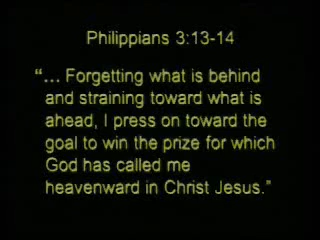 Philippians 3:13-14
“... Forgetting what is behind
and straining toward what is
ahead, I press on toward the
goal to win the prize for which
God has called me
heavenward in Christ Jesus.”